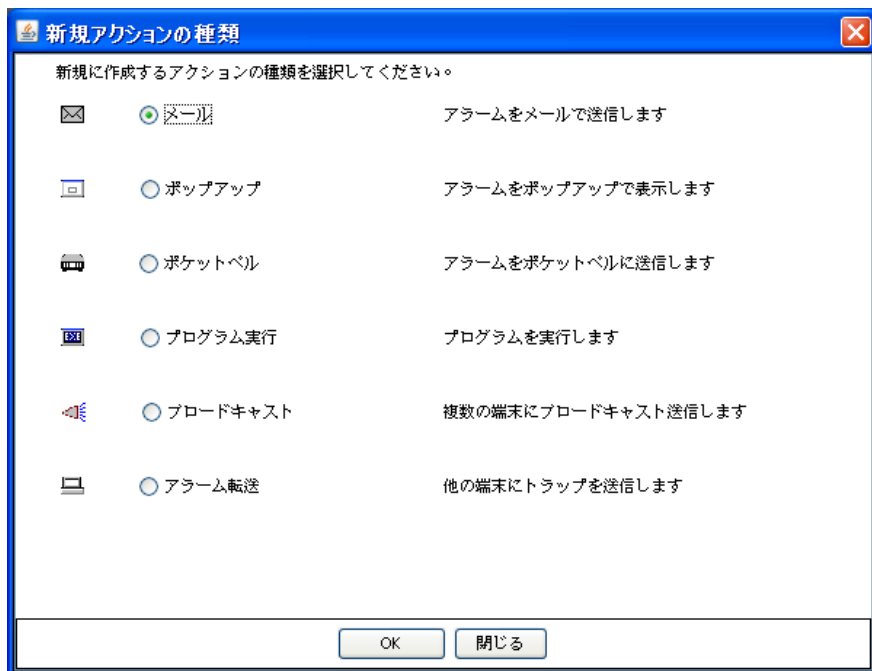 新規アクションの種類
新規に作成するアクションの種類を選択してください。
メール アラームをメールで送信します
ポップアップ アラームをポップアップで表示します
ポケットベル アラームをポケットベルに送信します
プログラム実行 プログラムを実行します
ブロードキャスト 複数の端末にブロードキャスト送信します
アラーム転送 他の端末にトラップを送信します
OK 閉じる